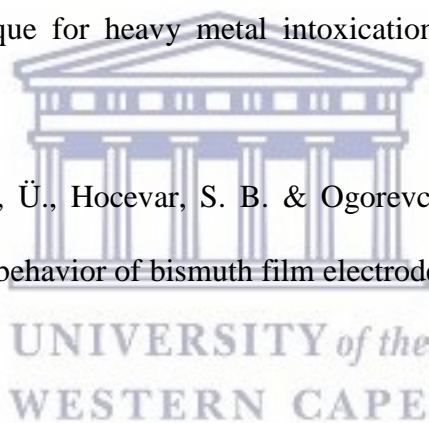 que for heavy metal intoxication
, Ü., Hocevar, S. B. & Ogorevc
behavior of bismuth film electrode
UNIVERSITY of the
WESTERN CAPE